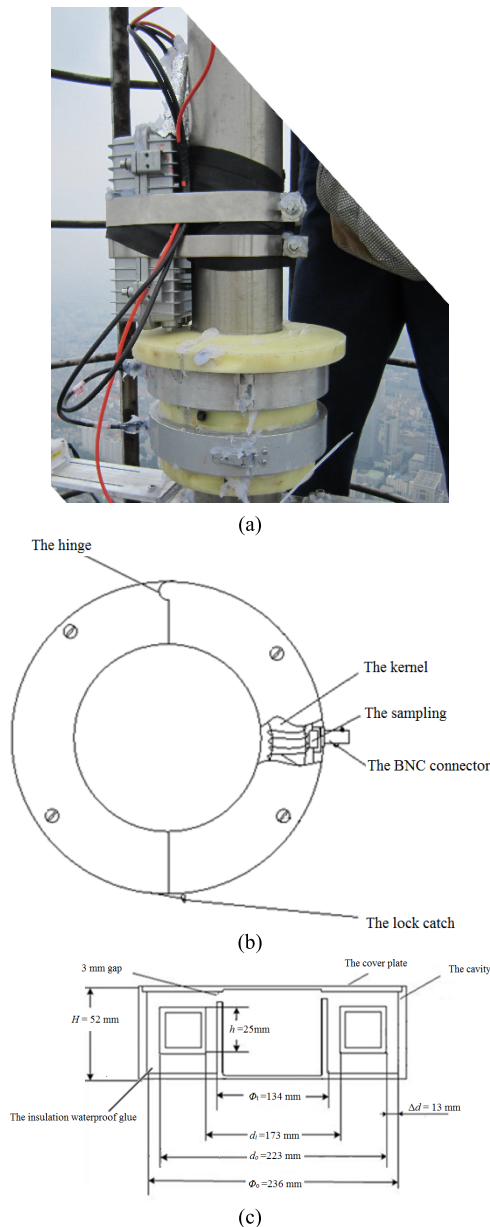 (a)
The hinge
The kernel
The sampling
The BNC connector
The lock catch
(b)
3 mm gap
The cover plate
The cavity
H = 52 mm
h =25mm
Φı =134 mm
Δd = 13 mm
The insulation waterproof glue
dᵢ =173 mm
dₒ =223 mm
Φₒ =236 mm
(c)